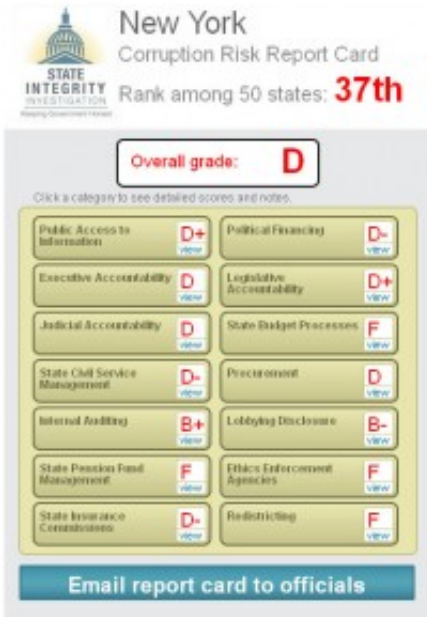 New York
Corruption Risk Report Card
STATE
INTEGRITY
INVESTIGATION
Keeping Government Honest
Rank among 50 states: 37th
Overall grade: D
Click a category to see detailed scores and notes.
Public Access to
Information
D+
view
Political Financing
D-
view
Executive Accountability
D
view
Legislative
Accountability
D+
view
Judicial Accountability
D
view
State Budget Processes
F
view
State Civil Service
Management
D-
view
Procurement
D
view
Internal Auditing
B+
view
Lobbying Disclosure
B-
view
State Pension Fund
Management
F
view
Ethics Enforcement
Agencies
F
view
State Insurance
Commissions
D-
view
Redistricting
F
view
Email report card to officials